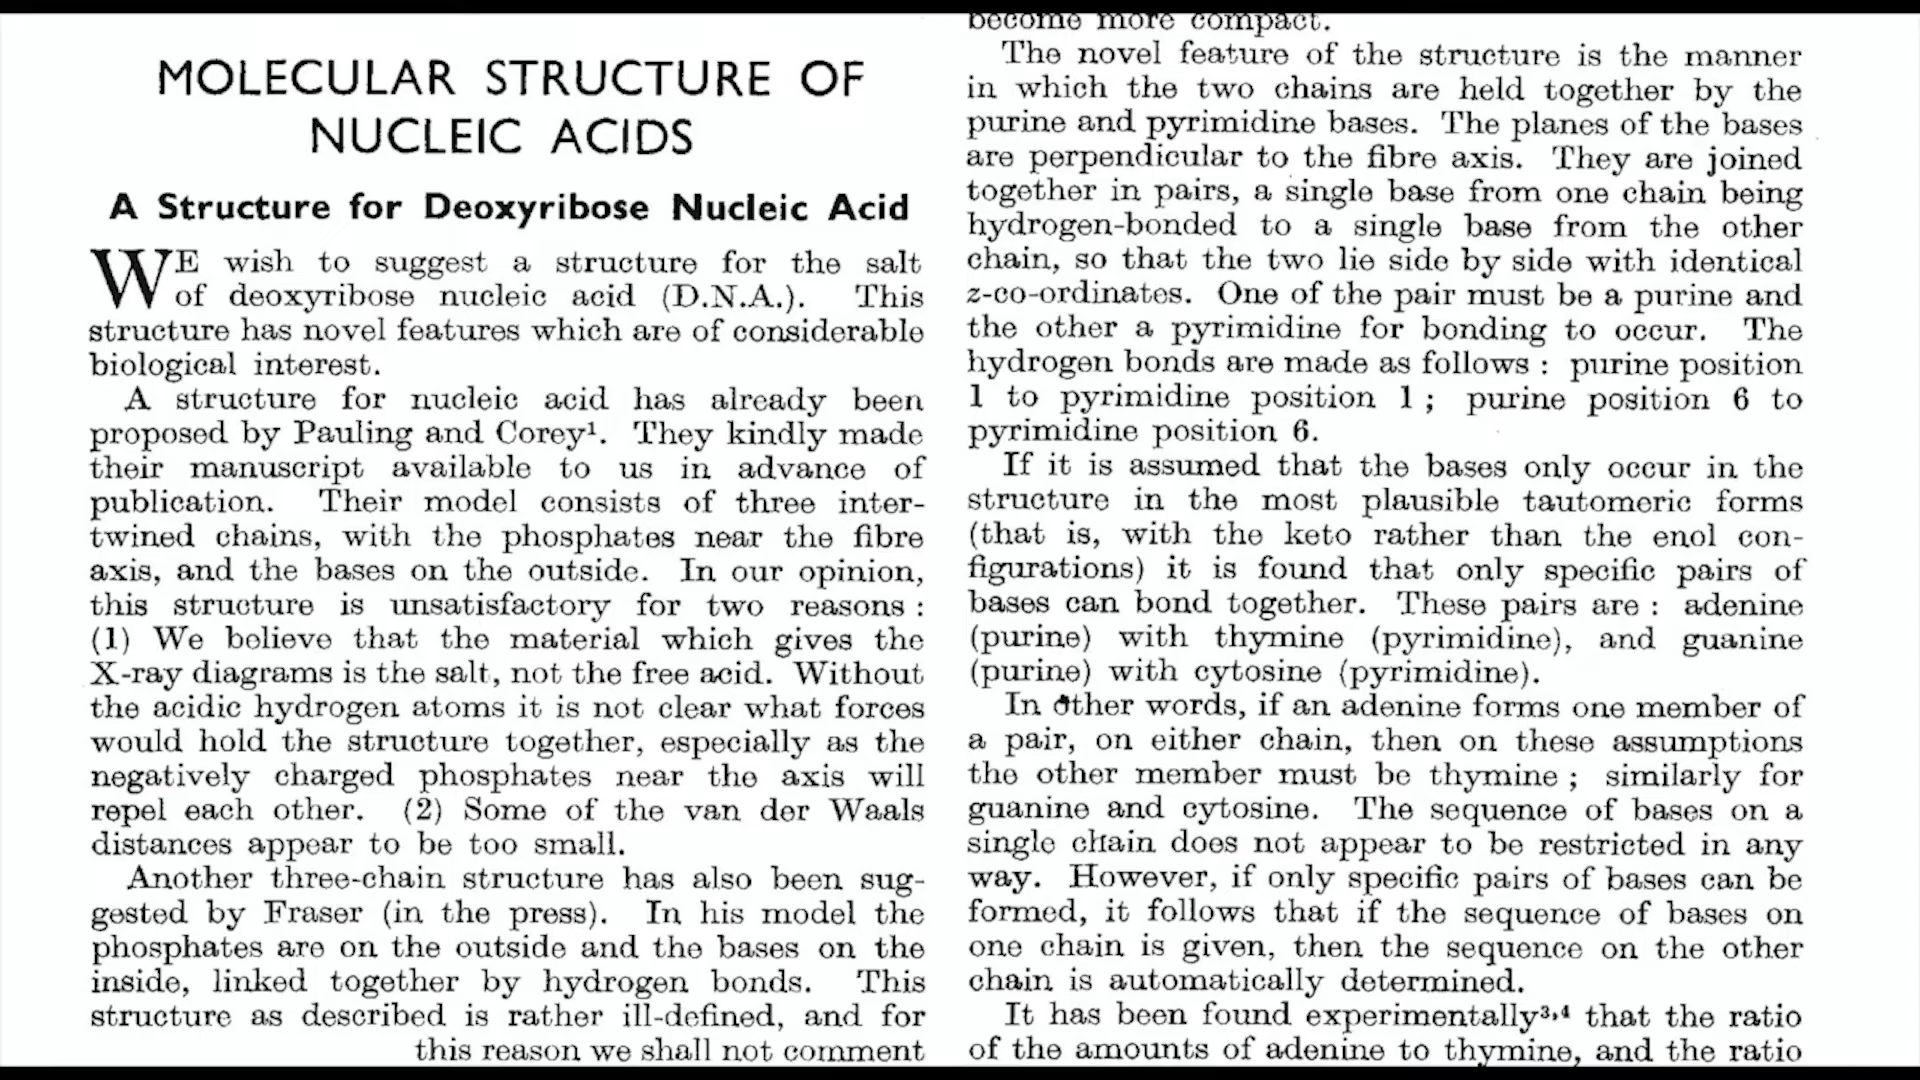 MOLECULAR STRUCTURE OF
NUCLEIC ACIDS
A Structure for Deoxyribose Nucleic Acid
WE wish to suggest a structure for the salt
of deoxyribose nucleic acid (D.N.A.). This
structure has novel features which are of considerable
biological interest.
A structure for nucleic acid has already been
proposed by Pauling and Corey¹. They kindly made
their manuscript available to us in advance of
publication. Their model consists of three inter-
twined chains, with the phosphates near the fibre
axis, and the bases on the outside. In our opinion,
this structure is unsatisfactory for two reasons :
(1) We believe that the material which gives the
X-ray diagrams is the salt, not the free acid. Without
the acidic hydrogen atoms it is not clear what forces
would hold the structure together, especially as the
negatively charged phosphates near the axis will
repel each other. (2) Some of the van der Waals
distances appear to be too small.
Another three-chain structure has also been sug-
gested by Fraser (in the press). In his model the
phosphates are on the outside and the bases on the
inside, linked together by hydrogen bonds. This
structure as described is rather ill-defined, and for
this reason we shall not comment
become more compact.
The novel feature of the structure is the manner
in which the two chains are held together by the
purine and pyrimidine bases. The planes of the bases
are perpendicular to the fibre axis. They are joined
together in pairs, a single base from one chain being
hydrogen-bonded to a single base from the other
chain, so that the two lie side by side with identical
z-co-ordinates. One of the pair must be a purine and
the other a pyrimidine for bonding to occur. The
hydrogen bonds are made as follows : purine position
1 to pyrimidine position 1 ; purine position 6 to
pyrimidine position 6.
If it is assumed that the bases only occur in the
structure in the most plausible tautomeric forms
(that is, with the keto rather than the enol con-
figurations) it is found that only specific pairs of
bases can bond together. These pairs are : adenine
(purine) with thymine (pyrimidine), and guanine
(purine) with cytosine (pyrimidine).
In other words, if an adenine forms one member of
a pair, on either chain, then on these assumptions
the other member must be thymine ; similarly for
guanine and cytosine. The sequence of bases on a
single chain does not appear to be restricted in any
way. However, if only specific pairs of bases can be
formed, it follows that if the sequence of bases on
one chain is given, then the sequence on the other
chain is automatically determined.
It has been found experimentally³,⁴ that the ratio
of the amounts of adenine to thymine, and the ratio